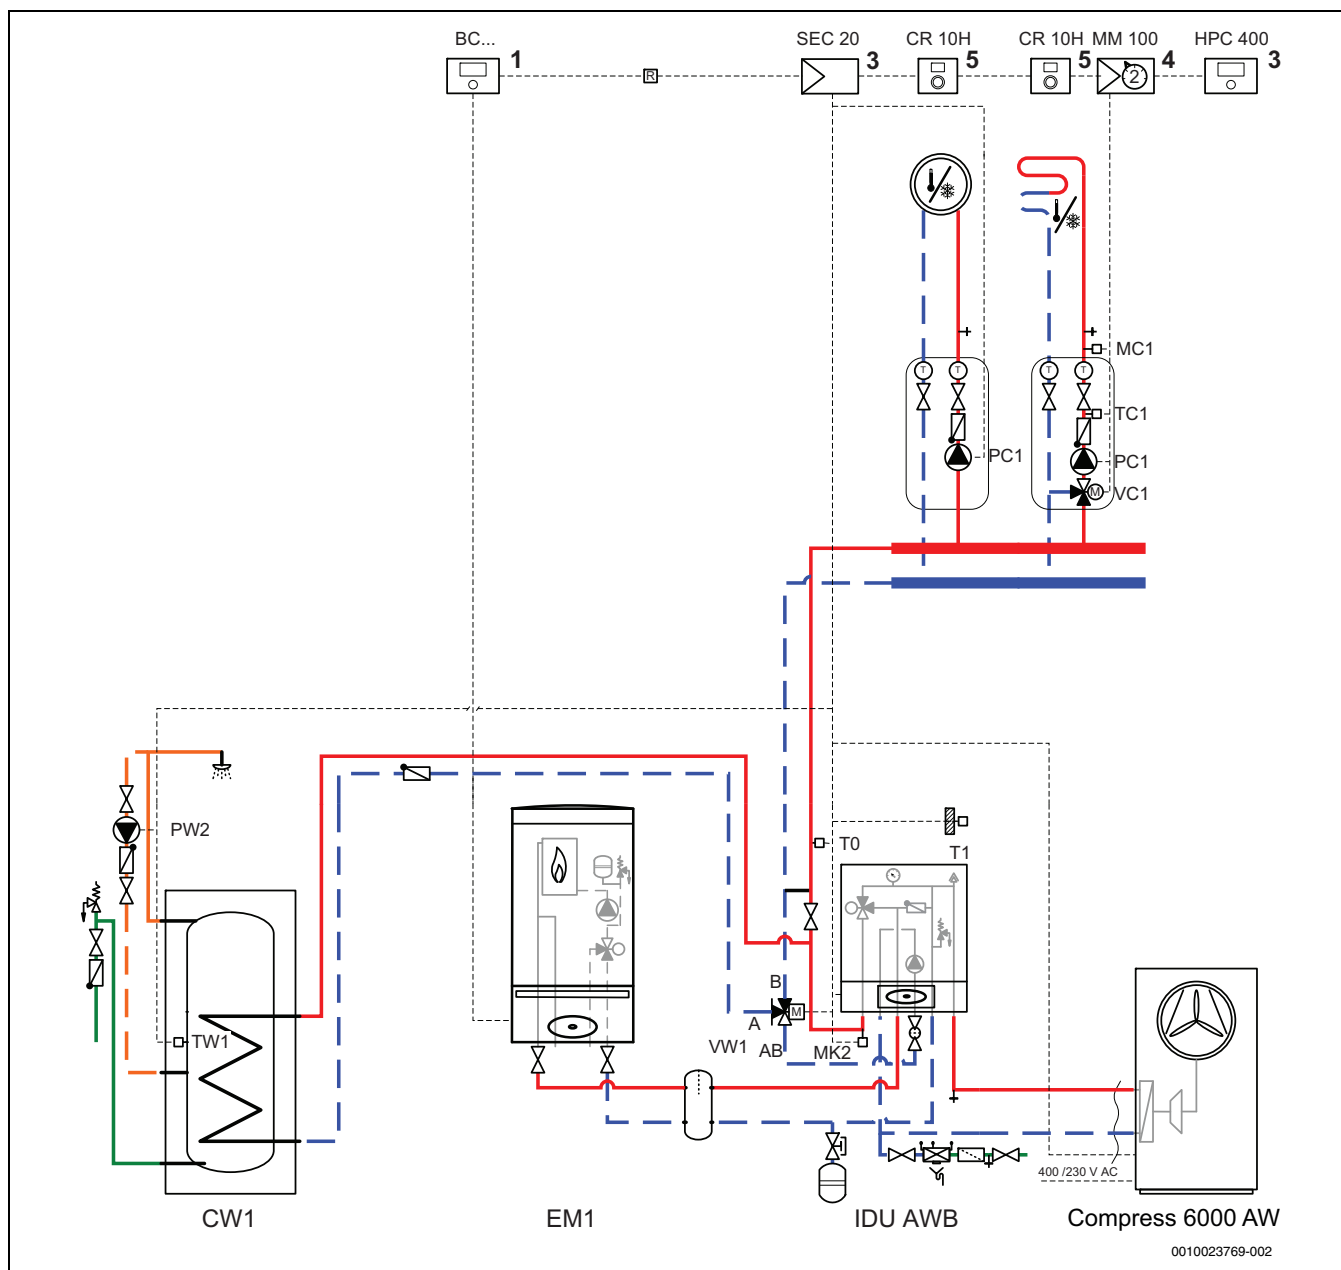 BC... SEC 20 CR 10H CR 10H MM 100 HPC 400
1 3 5 5 4 3
R
2
MC1
T T T T
TC1
PC1 PC1
M VC1
PW2
T0 T1
B
A M
VW1 AB MK2
TW1
400 /230 V AC
CW1 EM1 IDU AWB Compress 6000 AW
0010023769-002